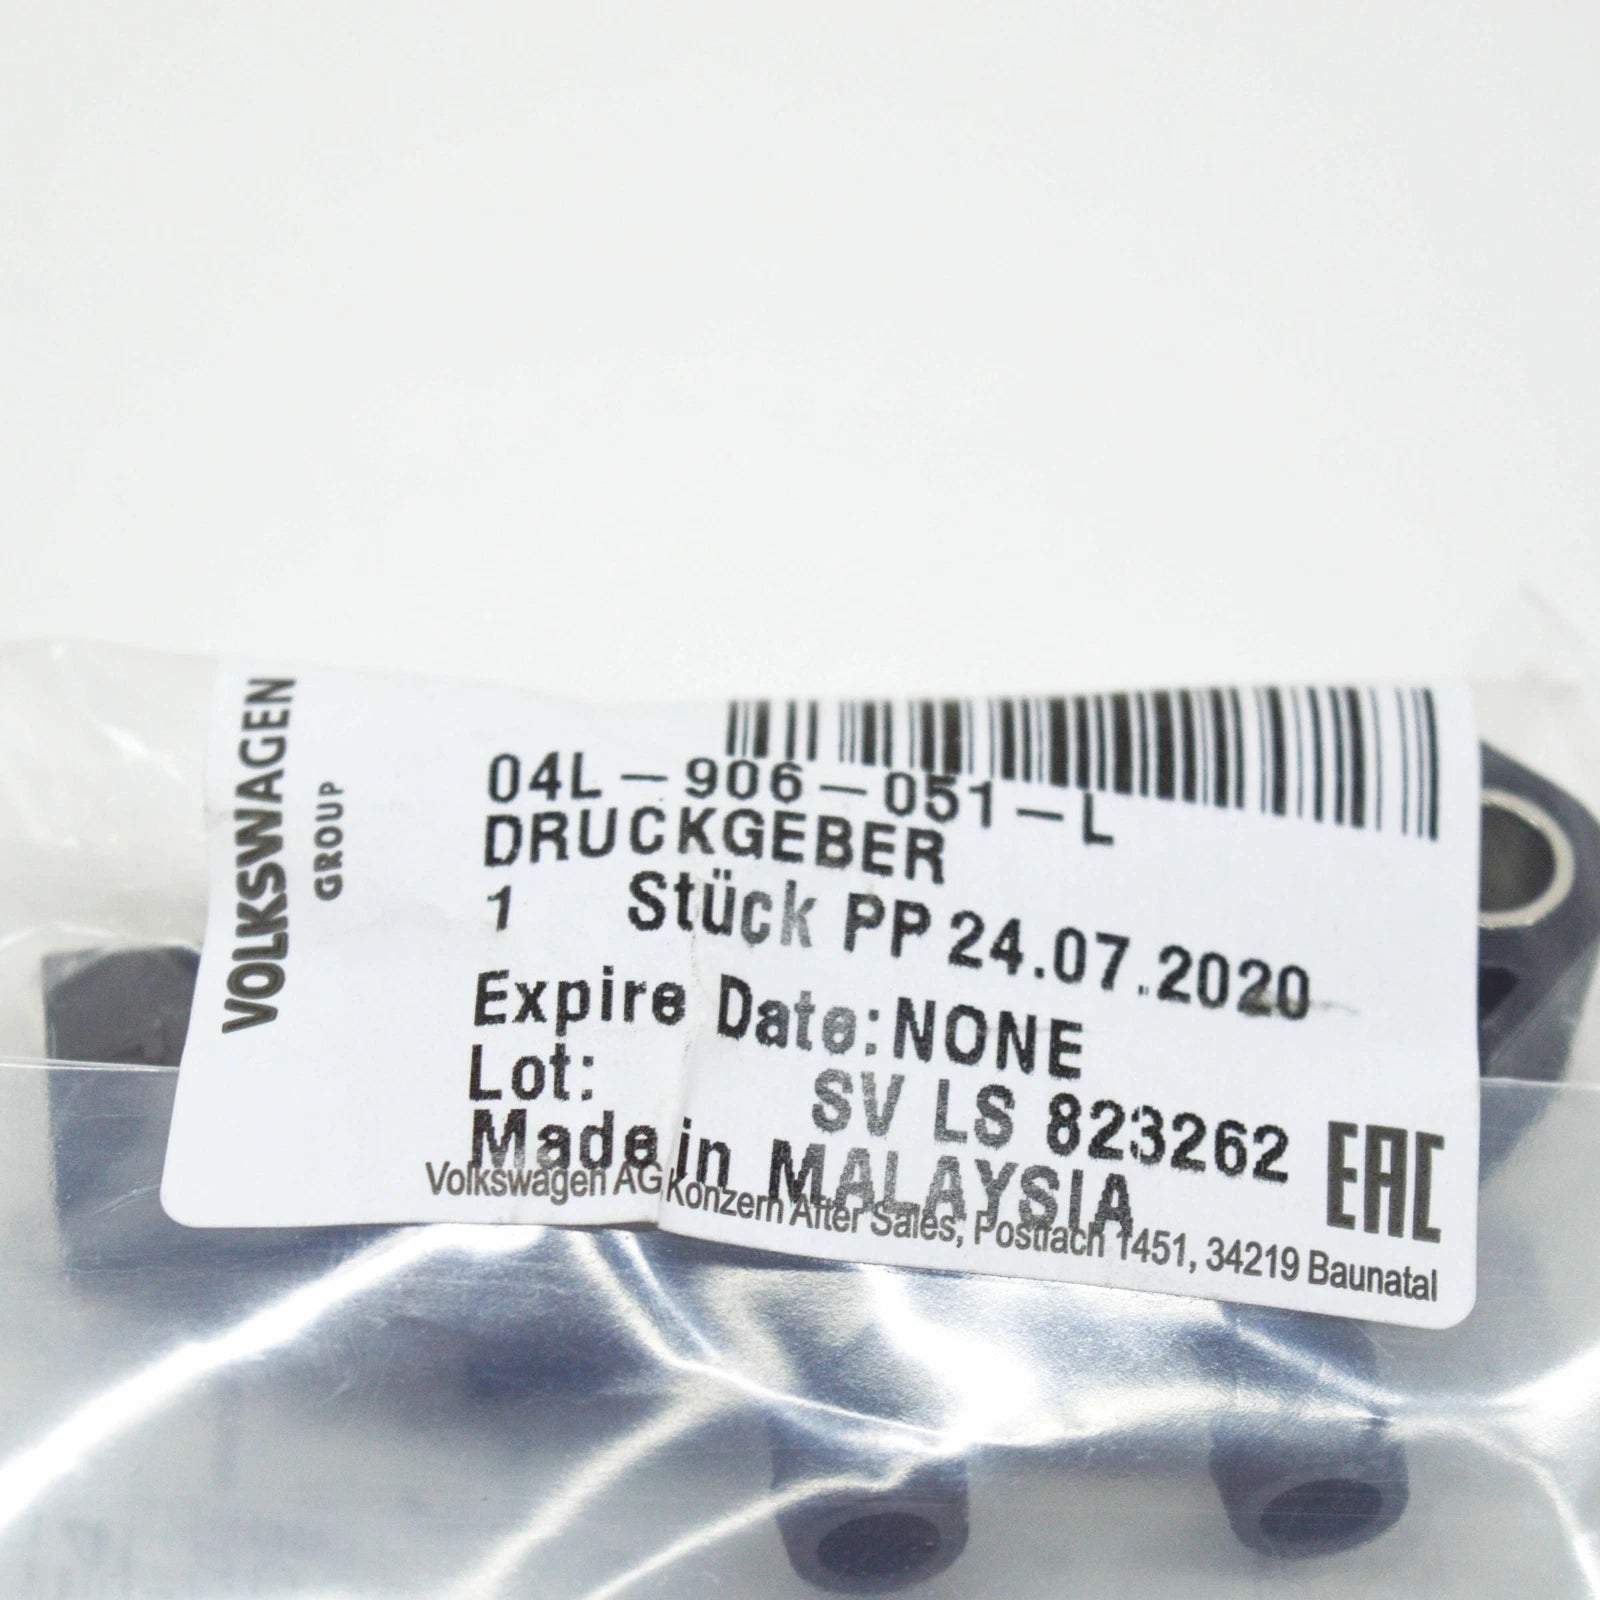 VOLKSWAGEN
GROUP
04L-906-051-L
DRUCKGEBER
1 Stück PP 24.07.2020
Expire Date:NONE
Lot: SV LS 823262
Made in MALAYSIA
EAC
Volkswagen AG Konzern After Sales, Postfach 1451, 34219 Baunatal